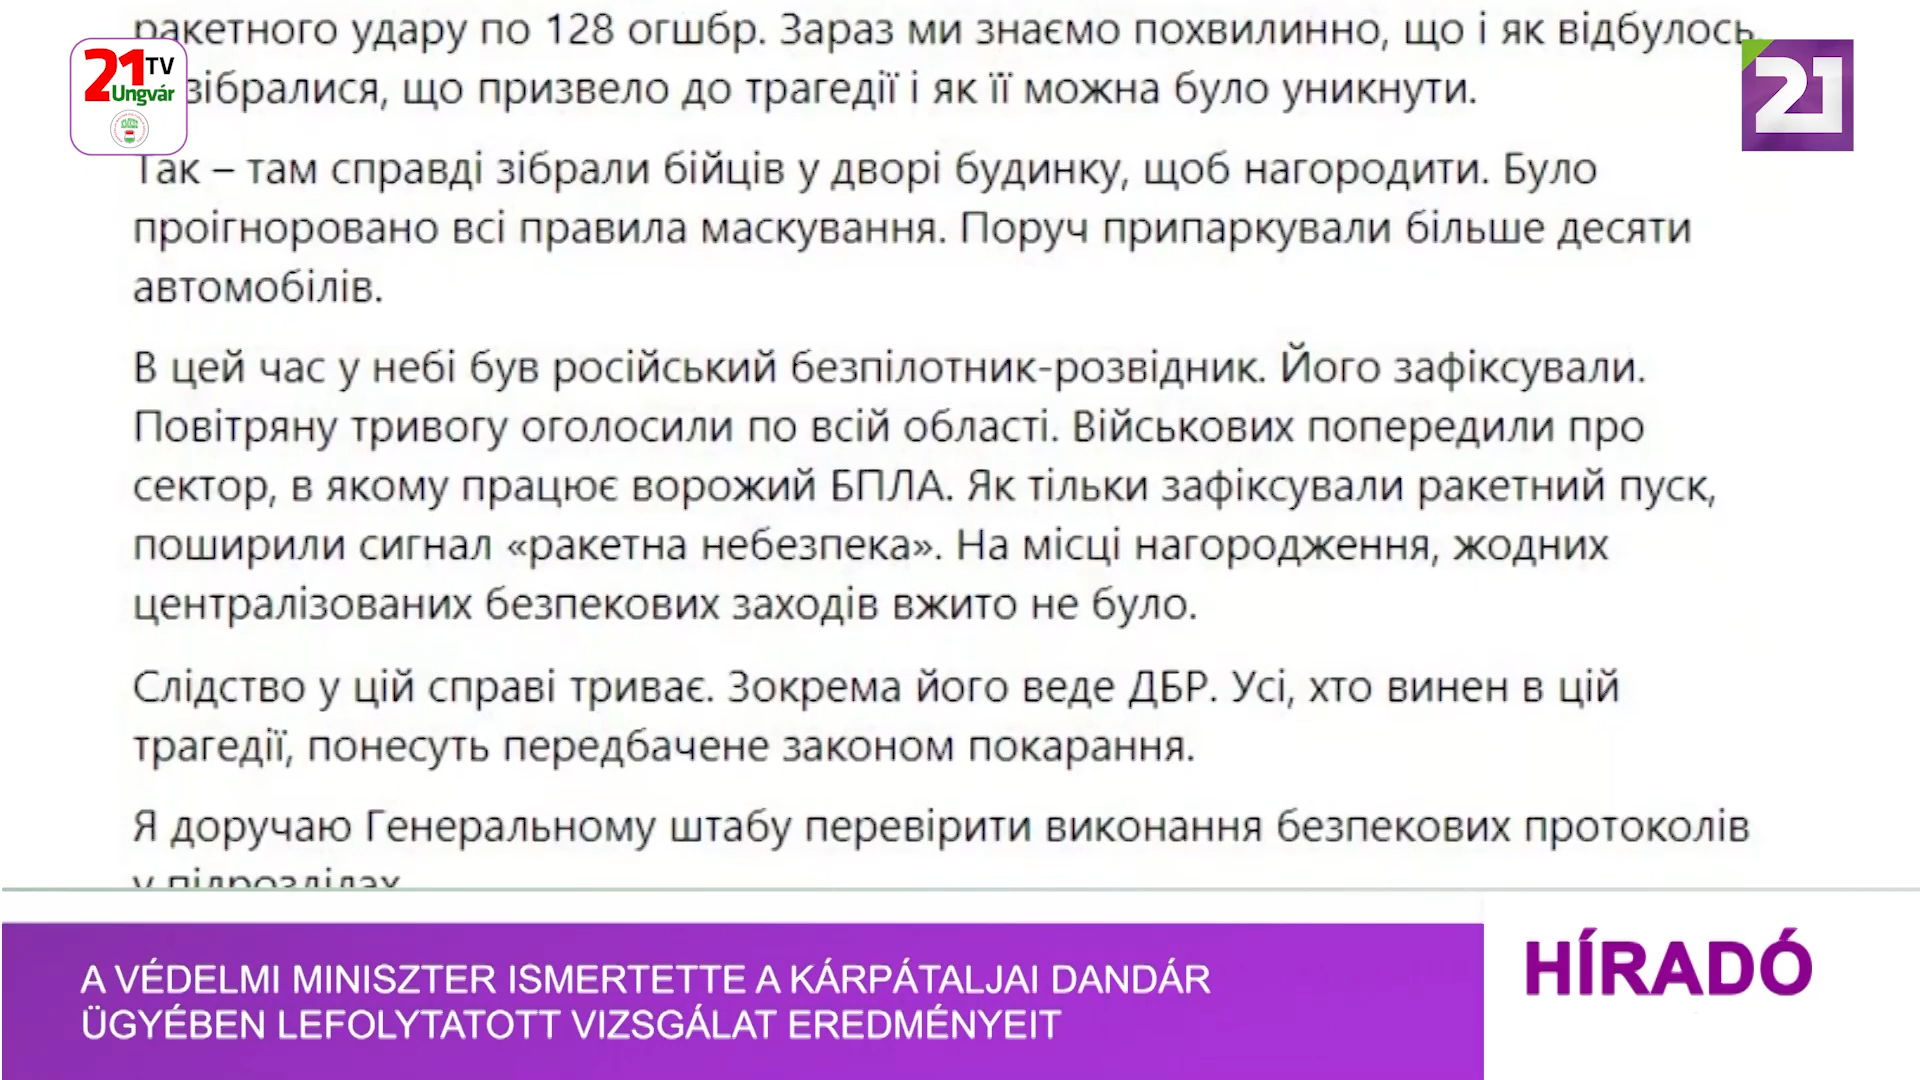 ракетного удару по 128 огшбр. Зараз ми знаємо похвилинно, що і як відбулось
21 TV
Ungvár
21
зібралися, що призвело до трагедії і як її можна було уникнути.
Так – там справді зібрали бійців у дворі будинку, щоб нагородити. Було
проігноровано всі правила маскування. Поруч припаркували більше десяти
автомобілів.
В цей час у небі був російський безпілотник-розвідник. Його зафіксували.
Повітряну тривогу оголосили по всій області. Військових попередили про
сектор, в якому працює ворожий БПЛА. Як тільки зафіксували ракетний пуск,
поширили сигнал «ракетна небезпека». На місці нагородження, жодних
централізованих безпекових заходів вжито не було.
Слідство у цій справі триває. Зокрема його веде ДБР. Усі, хто винен в цій
трагедії, понесуть передбачене законом покарання.
Я доручаю Генеральному штабу перевірити виконання безпекових протоколів
у підрозділах
A VÉDELMI MINISZTER ISMERTETTE A KÁRPÁTALJAI DANDÁR
ÜGYÉBEN LEFOLYTATOTT VIZSGÁLAT EREDMÉNYEIT
HÍRADÓ